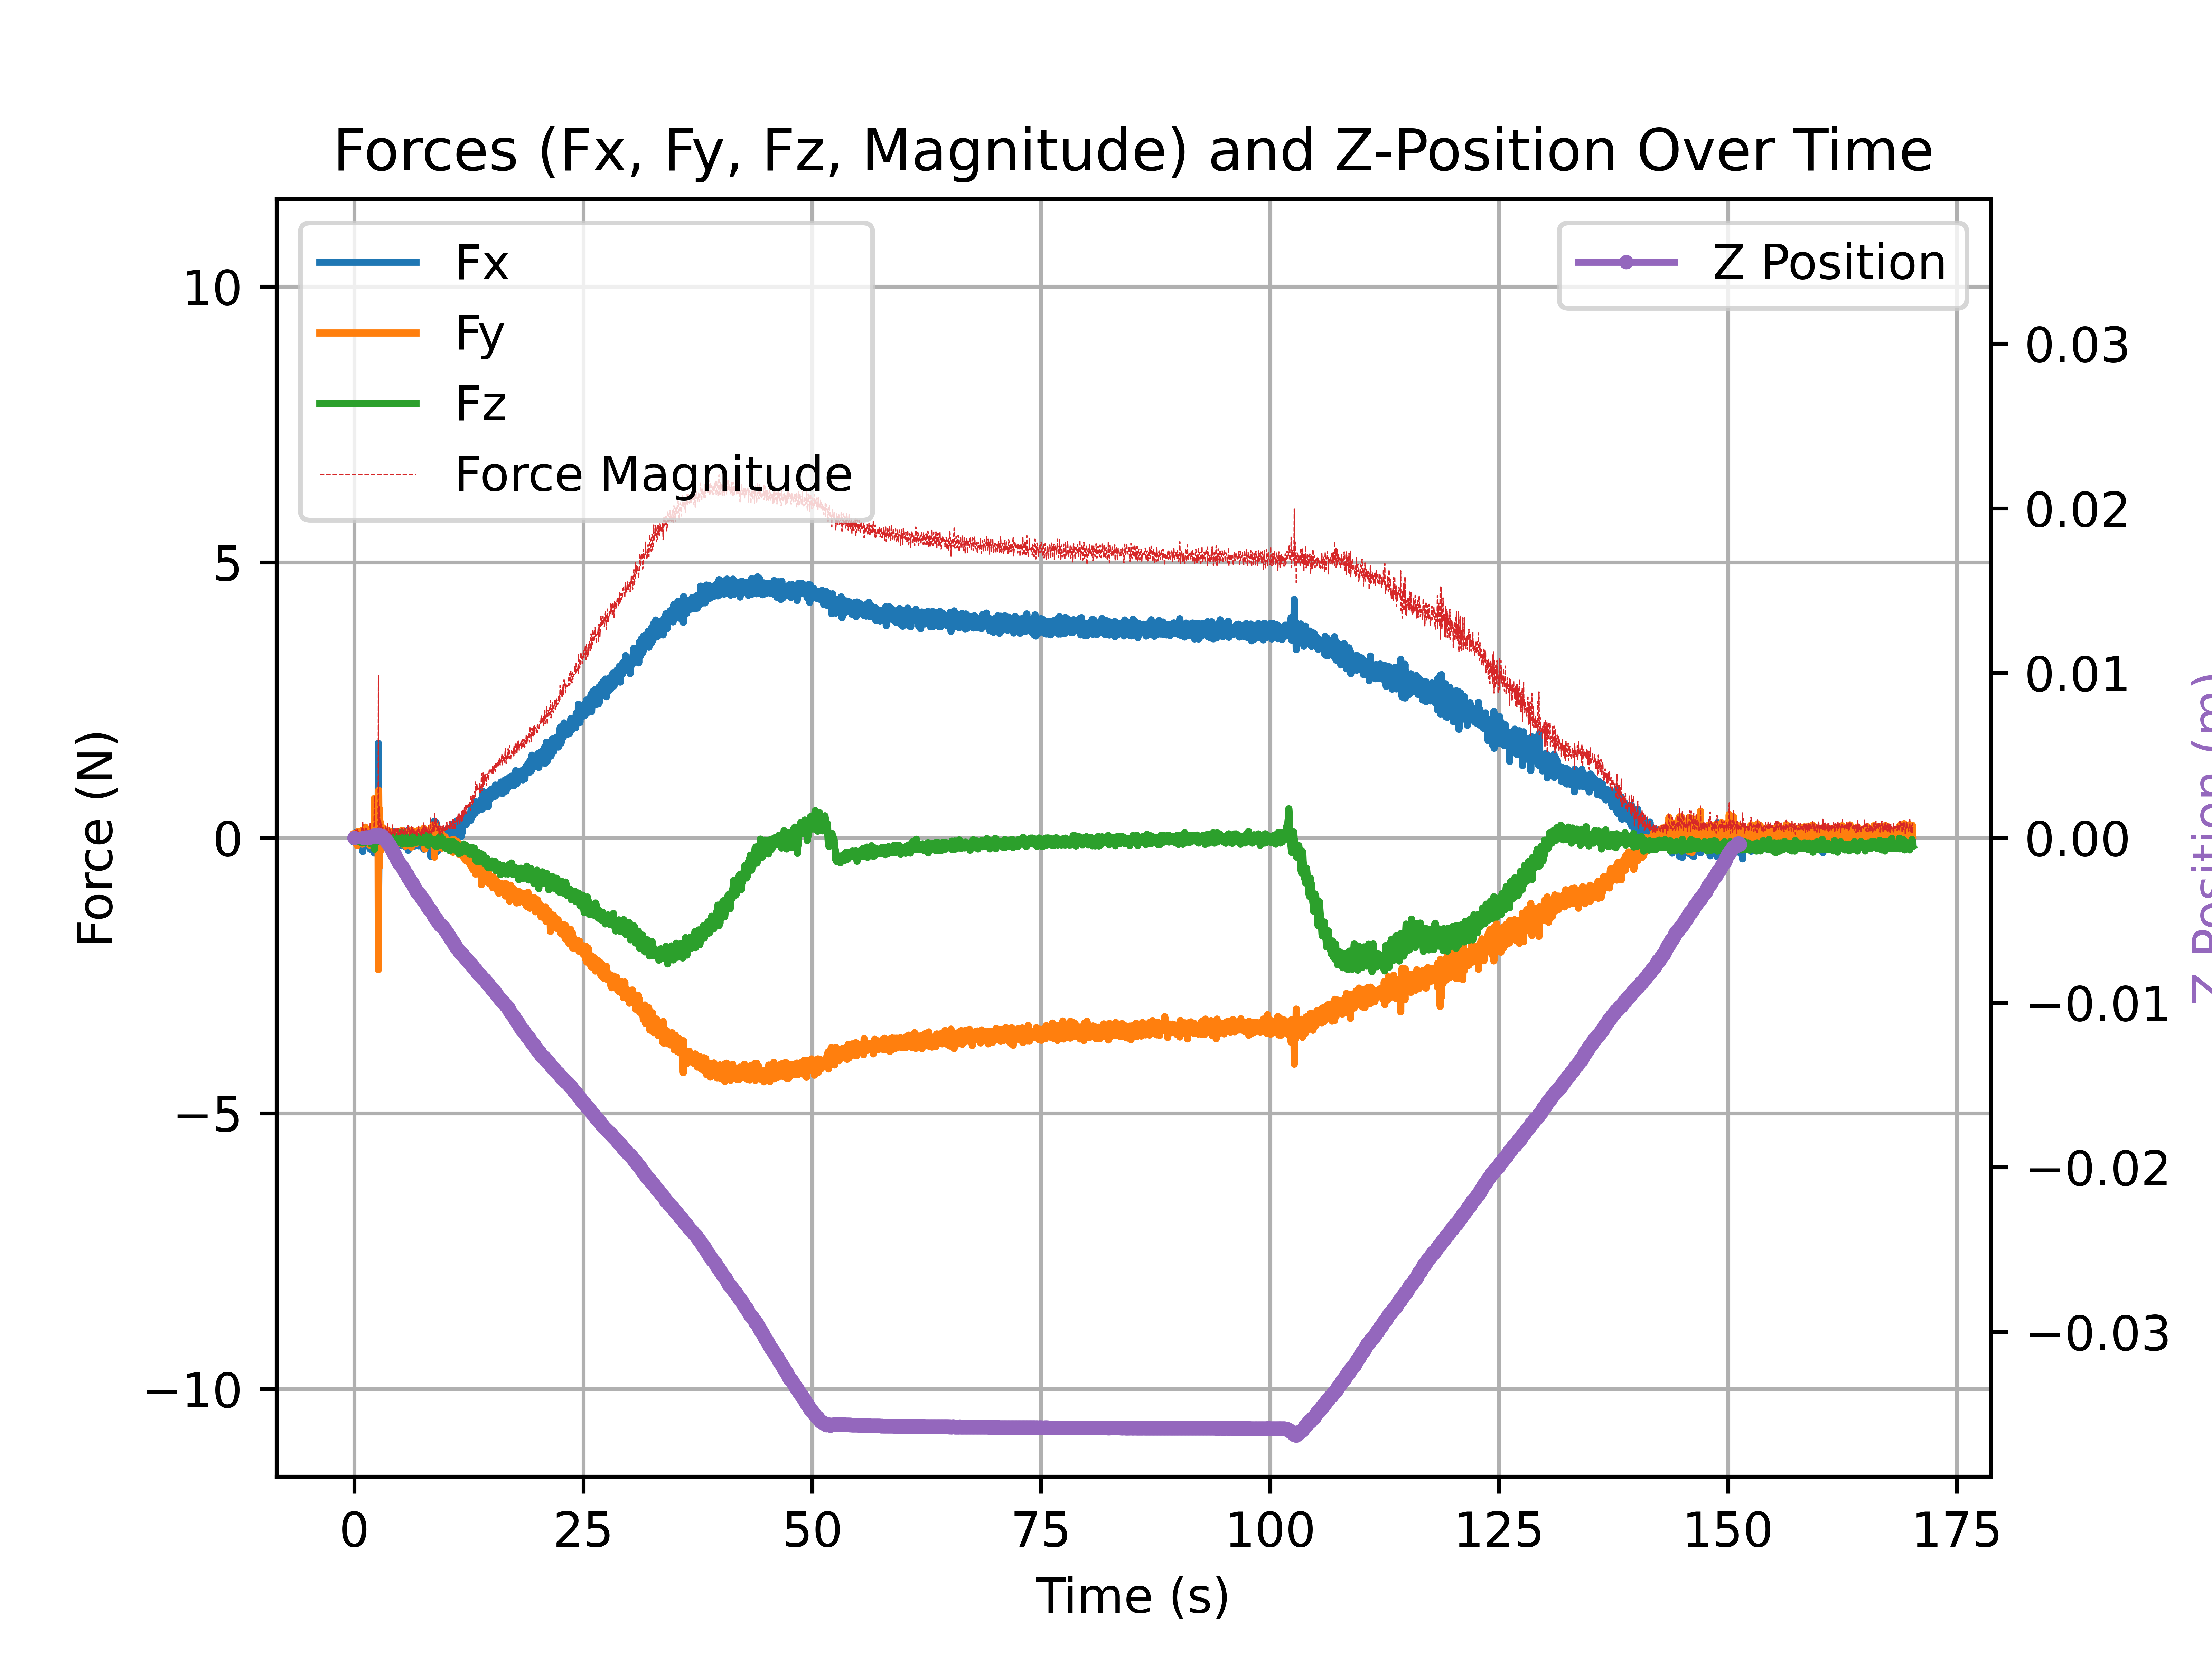 Forces (Fx, Fy, Fz, Magnitude) and Z-Position Over Time
Fx
Fy
Fz
Force Magnitude
Z Position
Force (N)
10
5
0
−5
−10
0.03
0.02
0.01
0.00
−0.01
−0.02
−0.03
Z Position (m)
0 25 50 75 100 125 150 175
Time (s)